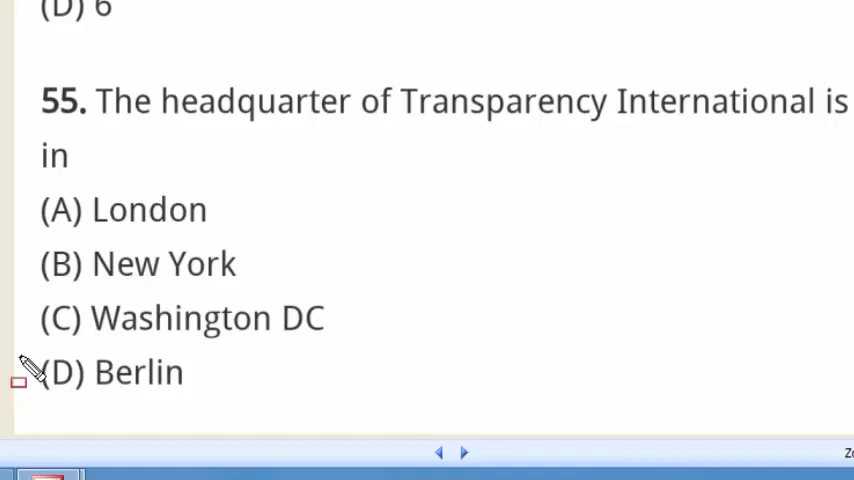 (D) 6
55. The headquarter of Transparency International is
in
(A) London
(B) New York
(C) Washington DC
(D) Berlin